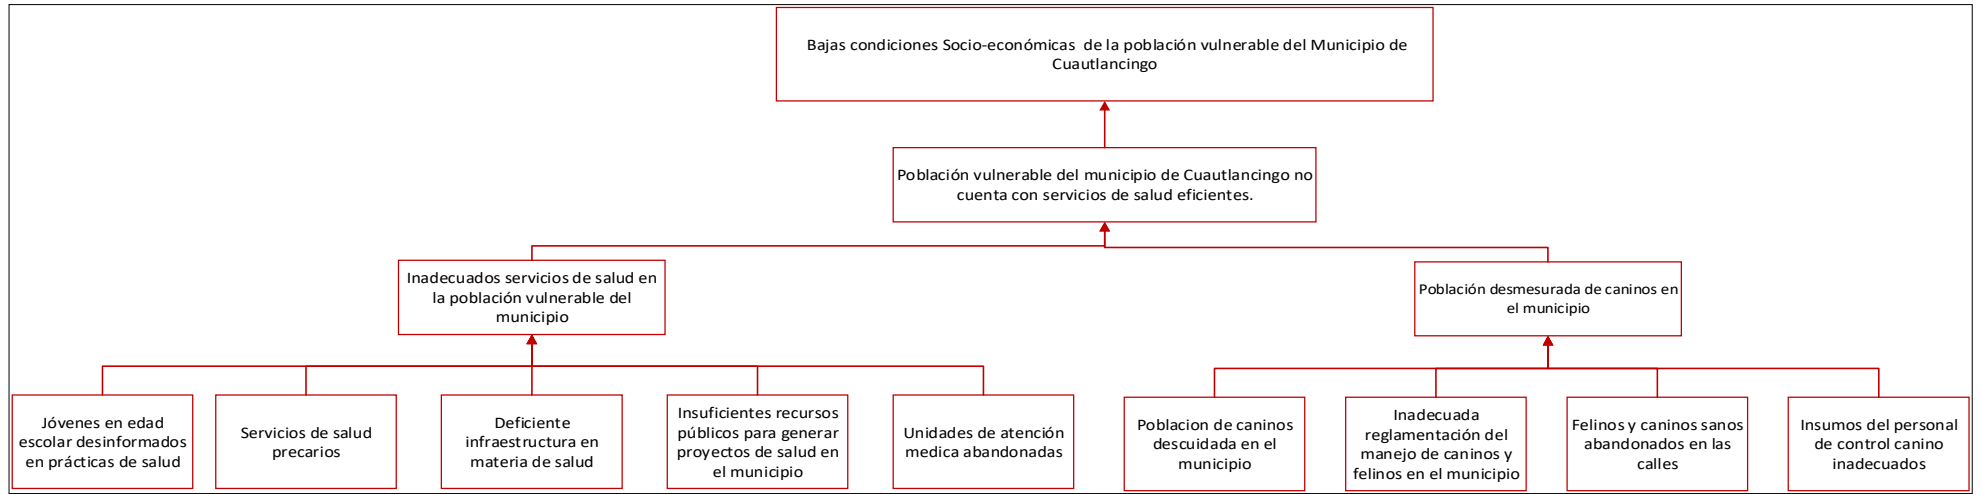 Bajas condiciones Socio-económicas de la población vulnerable del Municipio de
Cuautlancingo
Población vulnerable del municipio de Cuautlancingo no
cuenta con servicios de salud eficientes.
Inadecuados servicios de salud en
la población vulnerable del
municipio
Población desmesurada de caninos en
el municipio
Jóvenes en edad
escolar desinformados
en prácticas de salud
Servicios de salud
precarios
Deficiente
infraestructura en
materia de salud
Insuficientes recursos
públicos para generar
proyectos de salud en
el municipio
Unidades de atención
medica abandonadas
Poblacion de caninos
descuidada en el
municipio
Inadecuada
reglamentación del
manejo de caninos y
felinos en el municipio
Felinos y caninos sanos
abandonados en las
calles
Insumos del personal
de control canino
inadecuados